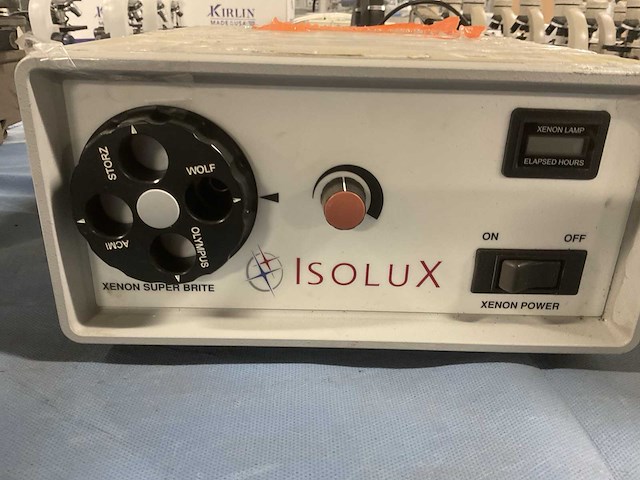 KIRLIN
STORZ
WOLF
ACMI
OLYMPUS
XENON SUPER BRITE
ISOLUX
XENON LAMP
ELAPSED HOURS
ON
OFF
XENON POWER